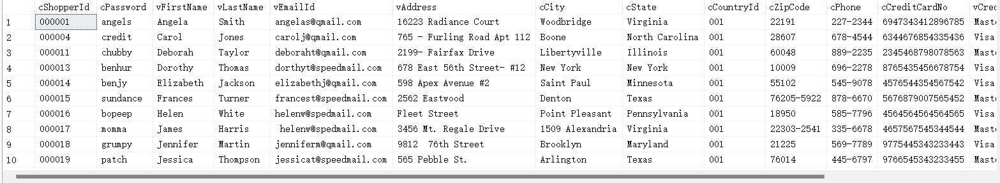 cShopperId cPassword vFirstName vLastName vEmailId vAddress cCity cState cCountryId cZipCode cPhone cCreditCardNo vCrec
1 000001 angels Angela Smith angelas@qmail.com 16223 Radiance Court Woodbridge Virginia 001 22191 227-2344 6947343412896785 Maste
2 000004 credit Carol Jones carolj@qmail.com 765 - Furling Road Apt 112 Boone North Carolina 001 28607 678-4544 6344676854335436 Visa
3 000011 chubby Deborah Taylor deboraht@qmail.com 2199- Fairfax Drive Libertyville Illinois 001 60048 889-2235 2345468798078563 Maste
4 000013 benhur Dorothy Thomas dorthyt@speedmail.com 678 East 56th Street- #12 New York New York 001 10009 696-2278 8765435456678754 Visa
5 000014 benjy Elizabeth Jackson elizabethj@qmail.com 598 Apex Avenue #2 Saint Paul Minnesota 001 55102 545-9078 4576544354567542 Visa
6 000015 sundance Frances Turner francest@speedmail.com 2562 Eastwood Denton Texas 001 76205-5922 878-6670 5676879007565452 Maste
7 000016 bopeep Helen White helenw@spedmail.com Fleet Street Point Pleasant Pennsylvania 001 18950 585-7796 4564564564564565 Visa
8 000017 momma James Harris helenw@spedmail.com 3456 Mt. Regale Drive 1509 Alexandria Virginia 001 22303-2541 335-6678 4657567545344544 Maste
9 000018 grumpy Jennifer Martin jenniferm@qmail.com 9812  76th Street Brooklyn Maryland 001 21225 569-7789 9775445343233443 Visa
10 000019 patch Jessica Thompson jessicat@speedmail.com 565 Pebble St. Arlington Texas 001 76014 445-6797 9766545343233455 Maste